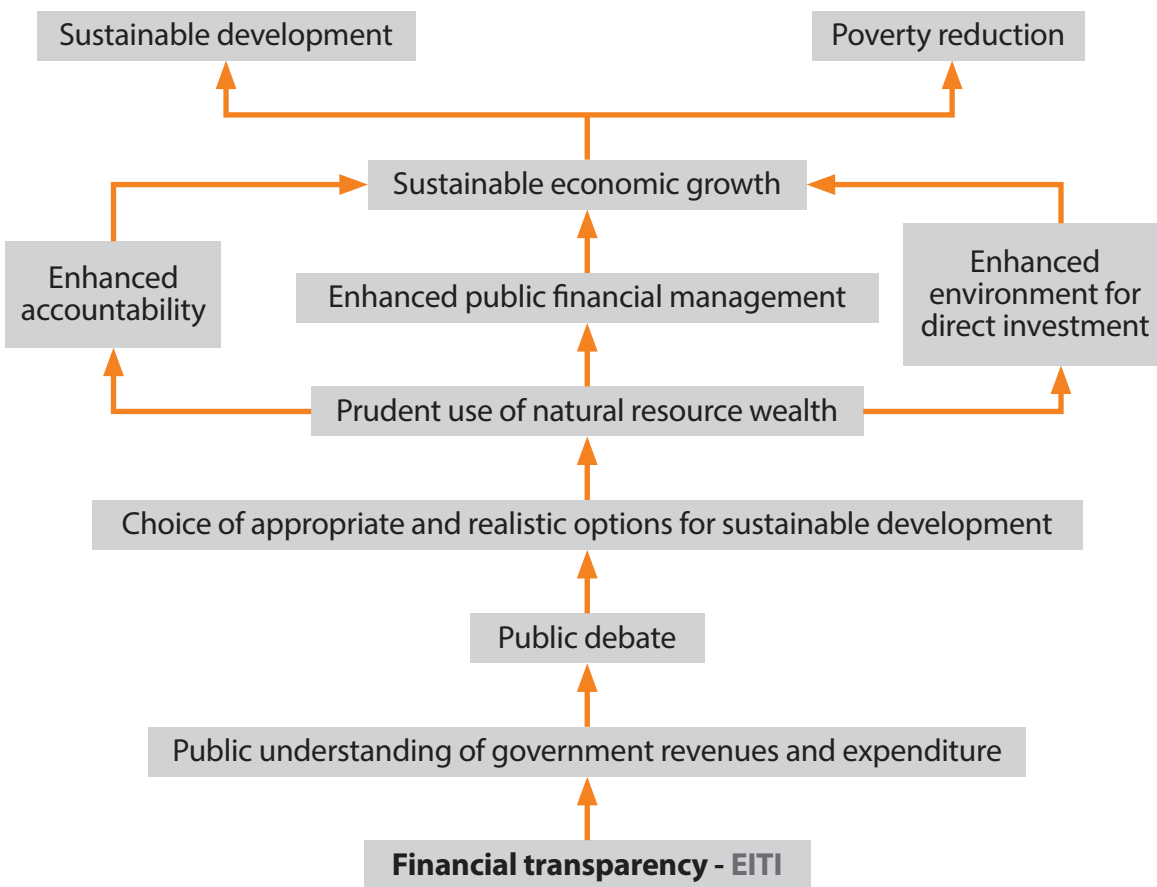 Sustainable development
Poverty reduction
Sustainable economic growth
Enhanced
accountability
Enhanced public financial management
Enhanced
environment for
direct investment
Prudent use of natural resource wealth
Choice of appropriate and realistic options for sustainable development
Public debate
Public understanding of government revenues and expenditure
Financial transparency - EITI